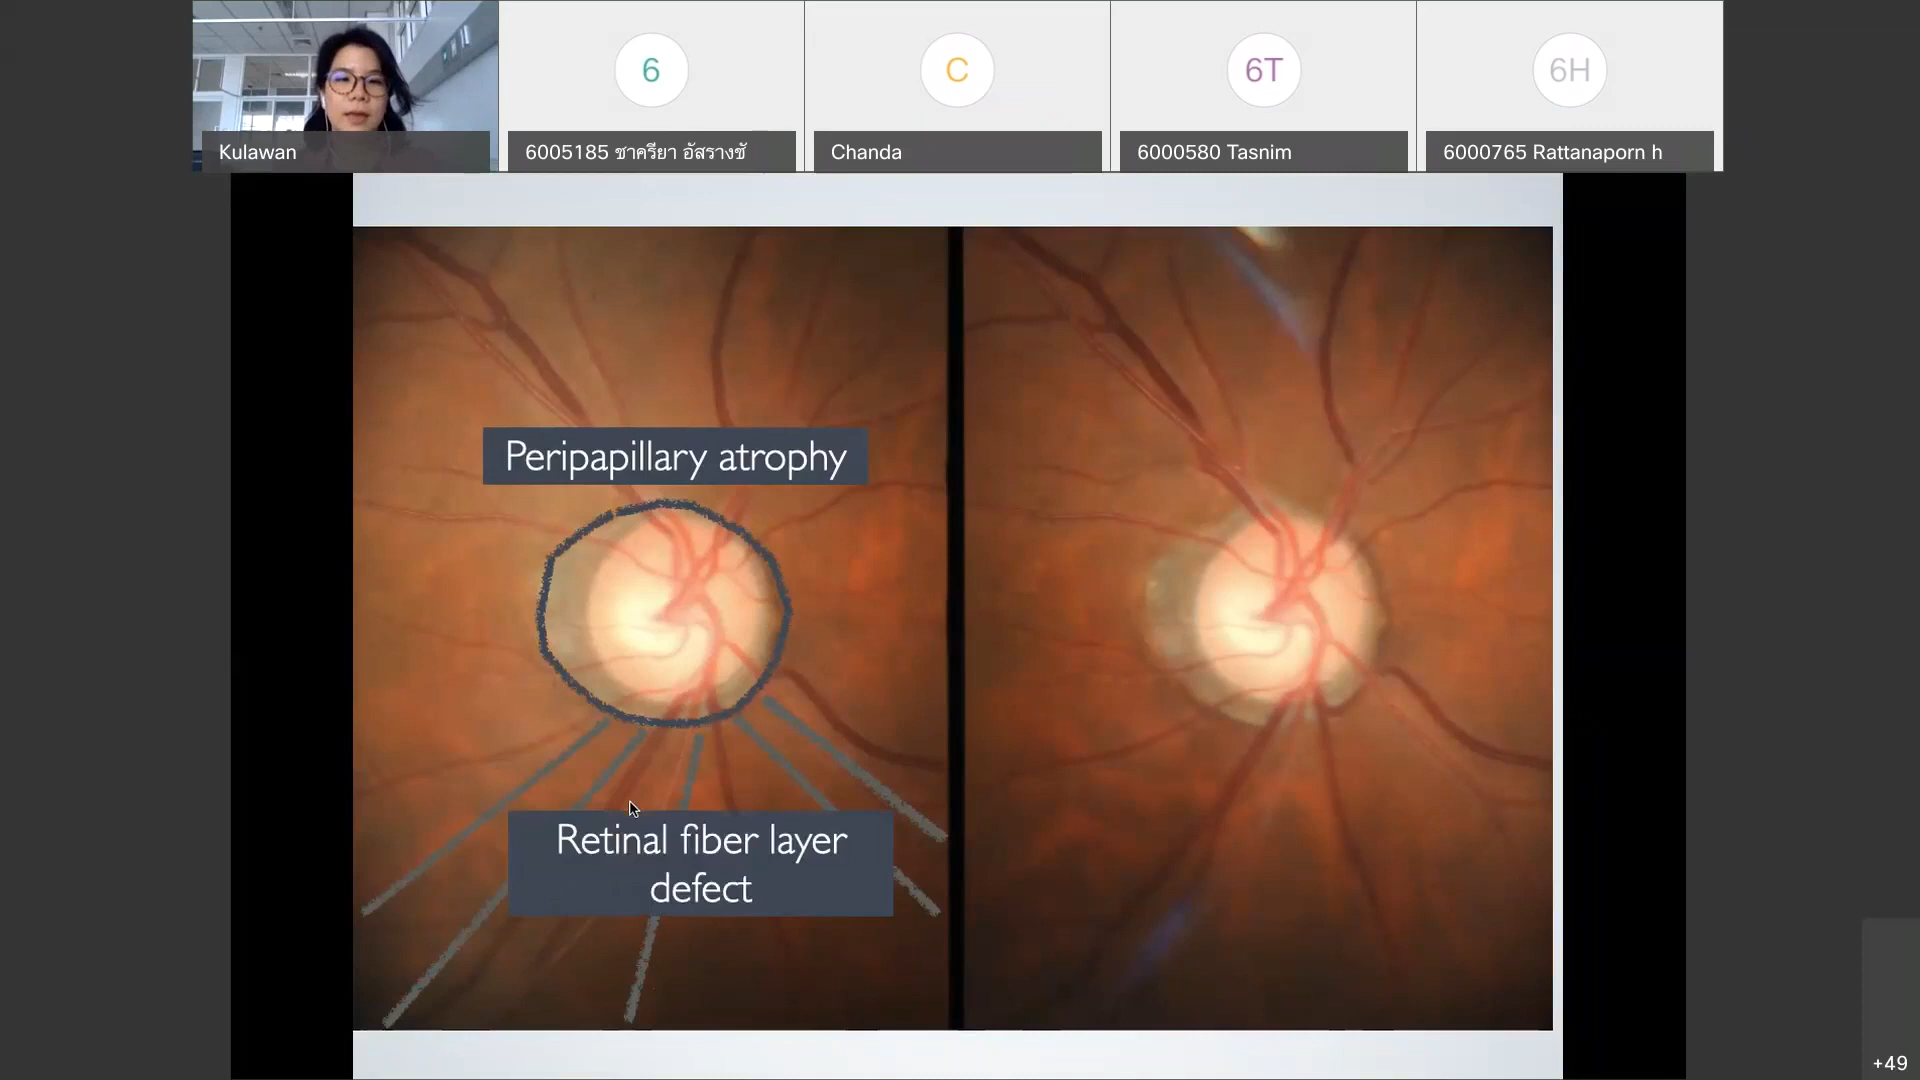 6
C
6T
6H
Kulawan
6005185 ซาครียา อัสรางชั
Chanda
6000580 Tasnim
6000765 Rattanaporn h
Peripapillary atrophy
Retinal fiber layer
defect
+49